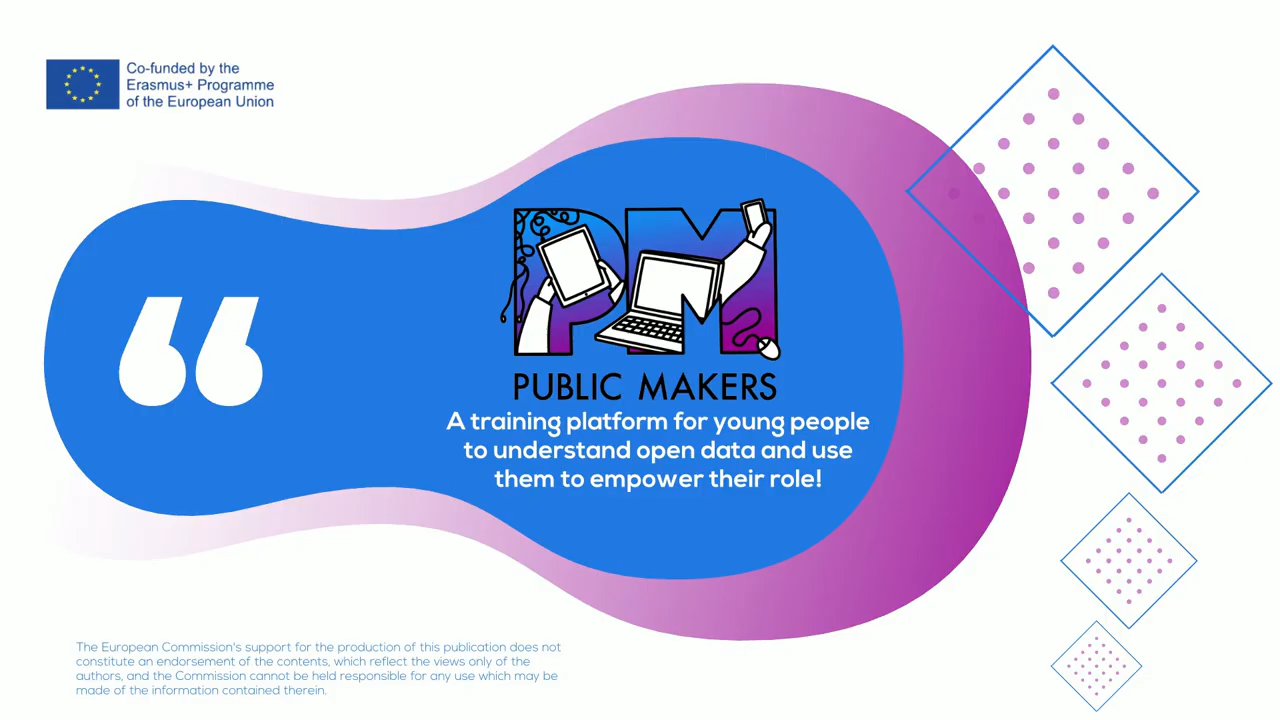 Co-funded by the
Erasmus+ Programme
of the European Union
“
PM
PUBLIC MAKERS
A training platform for young people
to understand open data and use
them to empower their role!
The European Commission's support for the production of this publication does not
constitute an endorsement of the contents, which reflect the views only of the
authors, and the Commission cannot be held responsible for any use which may be
made of the information contained therein.